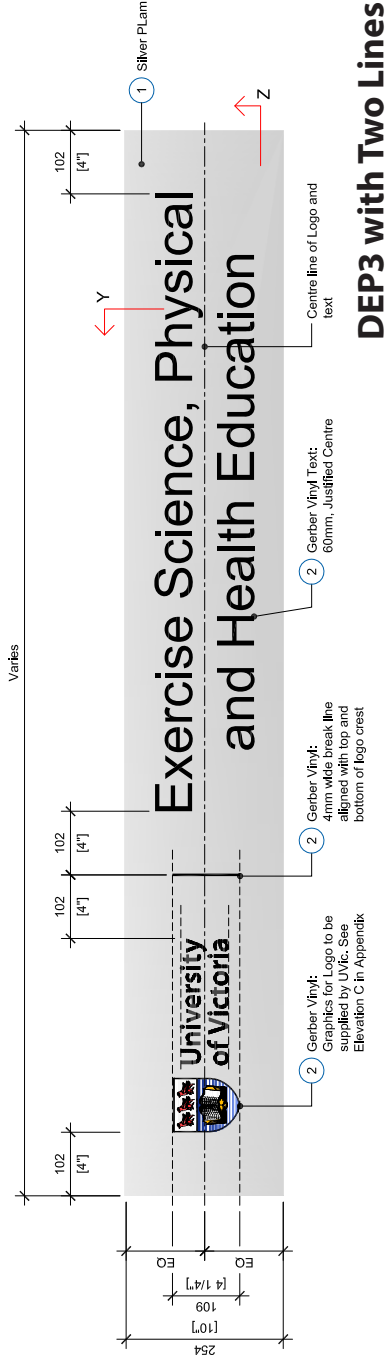 Varies
102
[4"]
102
[4"]
102
[4"]
102
[4"]
1 Silver PLam
Y
Z
University
of Victoria
Exercise Science, Physical
and Health Education
EQ
EQ
109
[4 1/4"]
254
[10"]
2 Gerber Vinyl:
Graphics for Logo to be
supplied by UVic. See
Elevation C in Appendix
2 Gerber Vinyl:
4mm wide break line
aligned with top and
bottom of logo crest
2 Gerber Vinyl Text:
60mm, Justified Centre
Centre line of Logo and
text
DEP3 with Two Lines